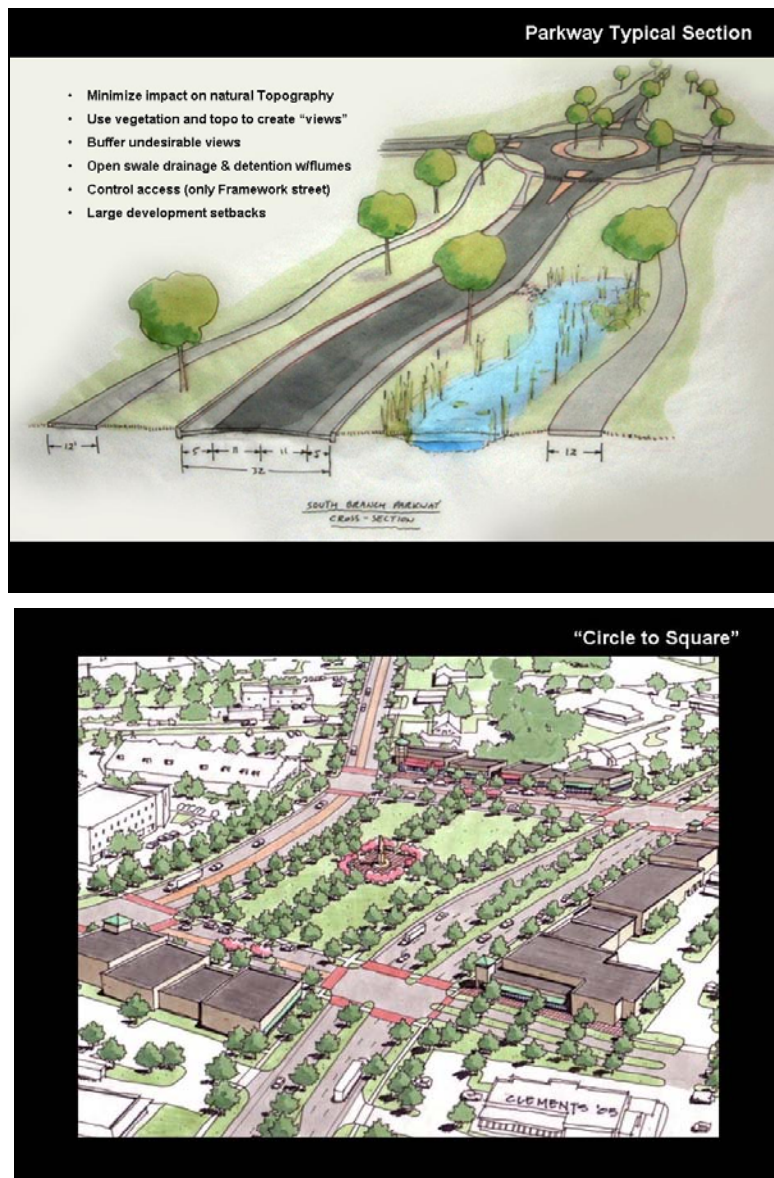 Parkway Typical Section
• Minimize impact on natural Topography
• Use vegetation and topo to create “views”
• Buffer undesirable views
• Open swale drainage & detention w/flumes
• Control access (only Framework street)
• Large development setbacks
12'
5 11 11 5
32
12
SOUTH BRANCH PARKWAY
CROSS-SECTION
“Circle to Square”
CLEMENTS '05